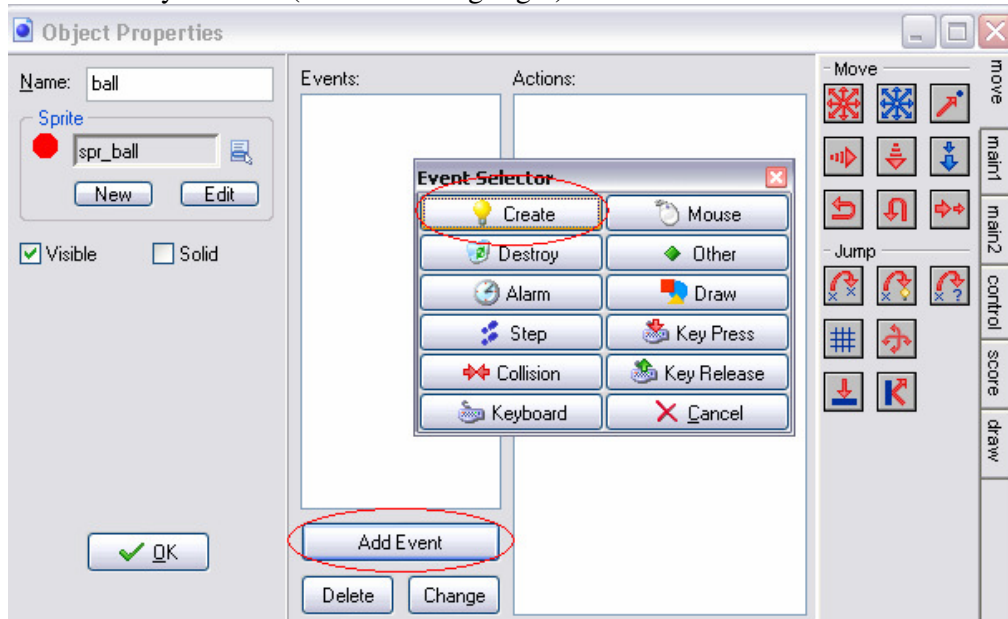 Object Properties
Name: ball
Events:
Actions:
Move
Sprite
spr_ball
New
Edit
Visible
Solid
Event Selector
Create
Mouse
Destroy
Other
Alarm
Draw
Step
Key Press
Collision
Key Release
Keyboard
Cancel
Jump
move
main1
main2
control
score
draw
Add Event
OK
Delete
Change